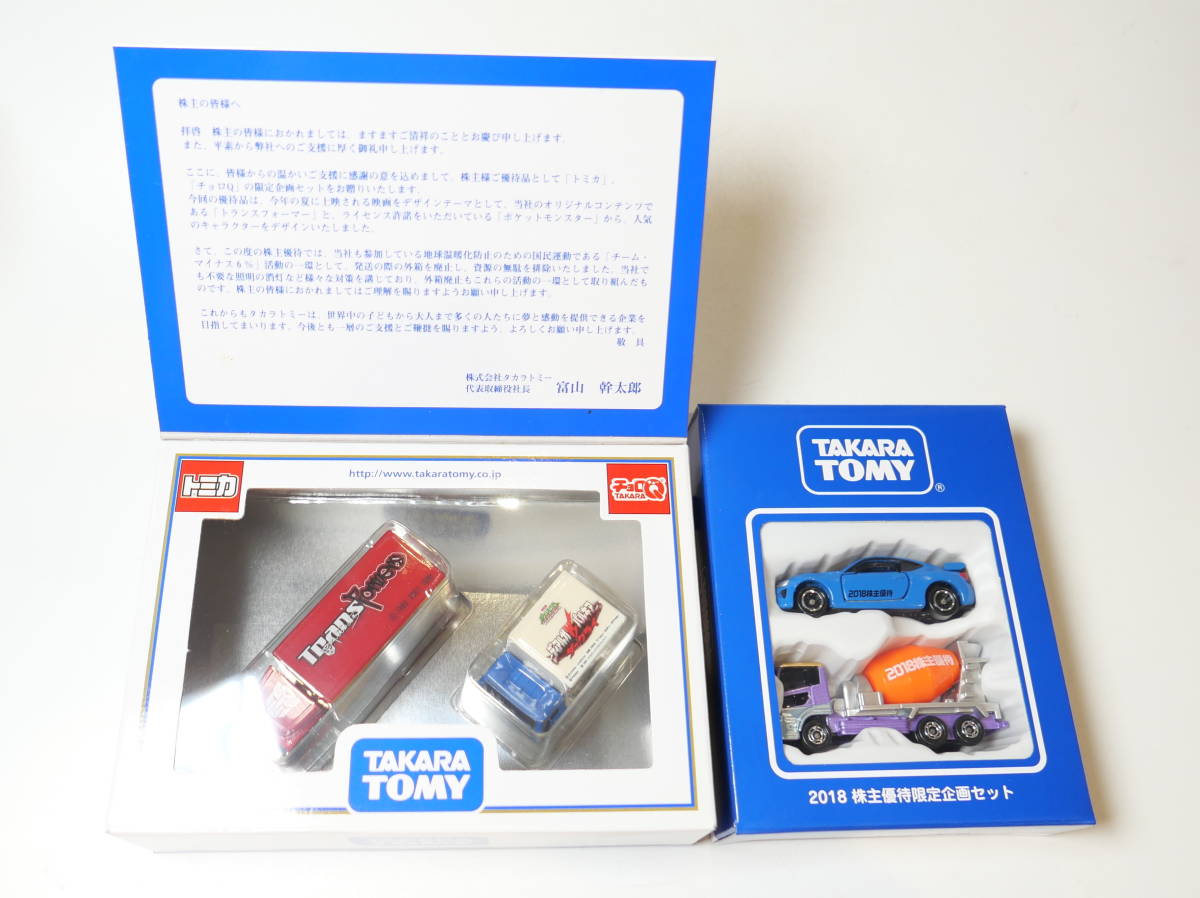 株主の皆様へ
拝啓　株主の皆様におかれましては、ますますご清祥のこととお慶び申し上げます。
また、平素から弊社へのご支援に厚く御礼申し上げます。
ここに、皆様からの温かいご支援に感謝の意を込めまして、株主様ご優待品として「トミカ」、
「チョロQ」の限定企画セットをお贈りいたします。
今回の優待品は、今年の夏に上映される映画をデザインテーマとして、当社のオリジナルコンテンツで
ある「トランスフォーマー」と、ライセンス許諾をいただいている「ポケットモンスター」から、人気
のキャラクターをデザインいたしました。
さて、この度の株主優待では、当社も参加している地球温暖化防止のための国民運動である「チーム・
マイナス6%」活動の一環として、発送の際の外箱を廃止し、資源の無駄を排除いたしました。当社で
も不要な照明の消灯など様々な対策を講じており、外箱廃止もこれらの活動の一環として取り組んだも
のです。株主の皆様におかれましてはご理解を賜りますようお願い申し上げます。
これからもタカラトミーは、世界中の子どもから大人まで多くの人たちに夢と感動を提供できる企業を
目指してまいります。今後とも一層のご支援とご鞭撻を賜りますよう、よろしくお願い申し上げます。
敬　具
株式会社タカラトミー
代表取締役社長　富山　幹太郎
トミカ
http://www.takaratomy.co.jp
チョロQ
TAKARA
TRANSFORMERS
TAKARA
TOMY
TAKARA
TOMY
®
2018株主優待
2018株主優待
2018 株主優待限定企画セット